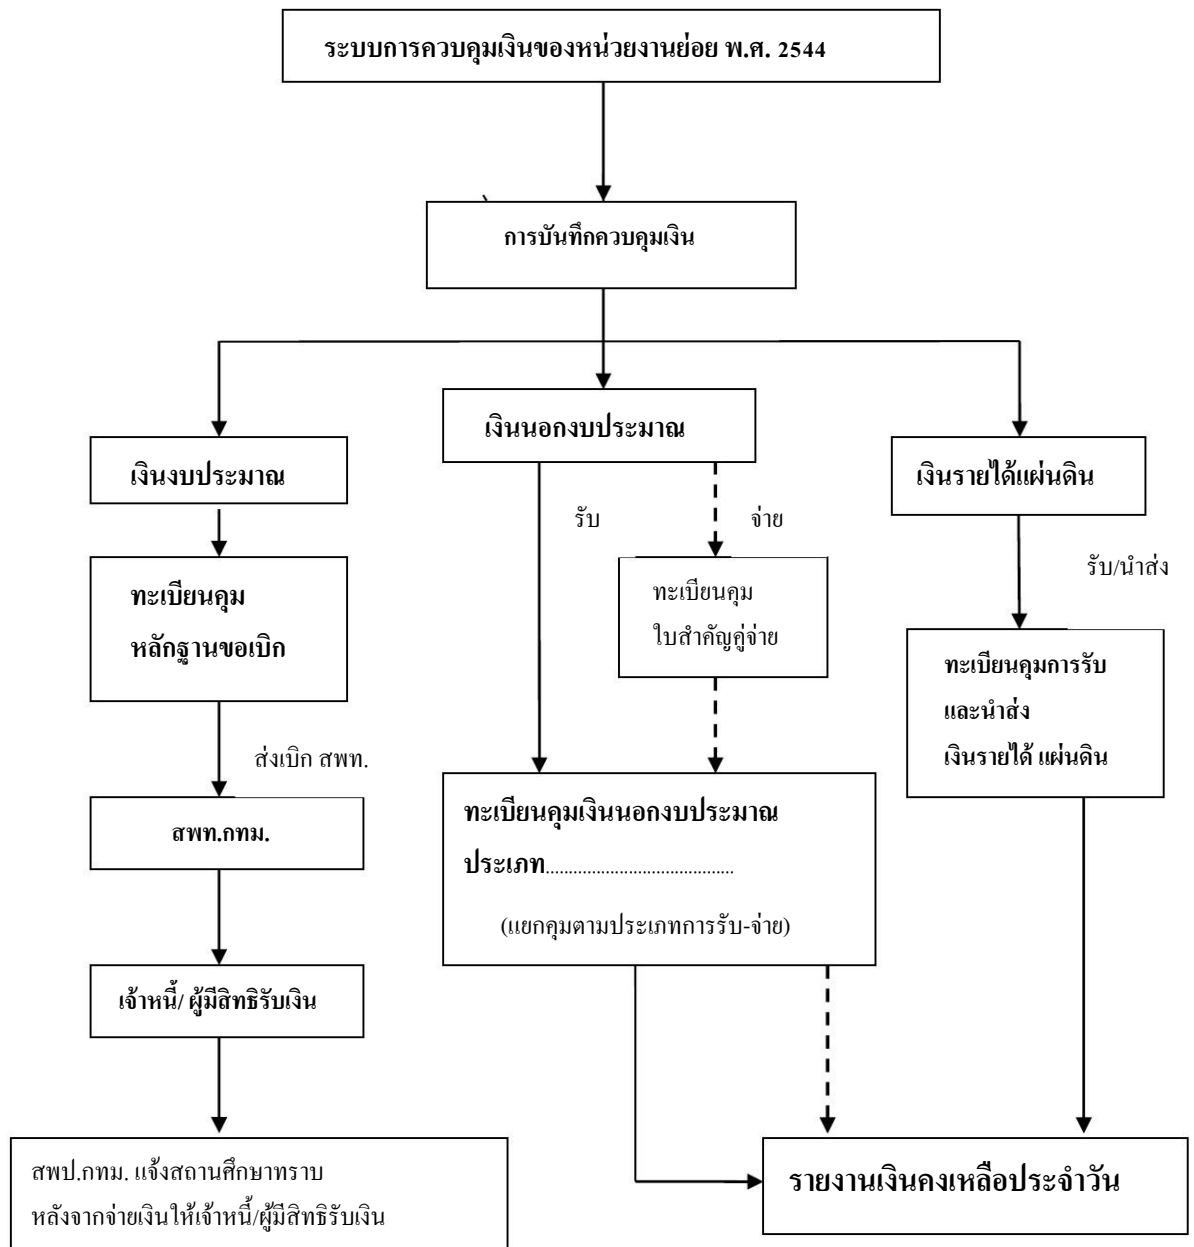 ระบบการควบคุมเงินของหน่วยงานย่อย พ.ศ. 2544
การบันทึกควบคุมเงิน
เงินงบประมาณ
เงินนอกงบประมาณ
เงินรายได้แผ่นดิน
รับ
จ่าย
รับ/นำส่ง
ทะเบียนคุม
หลักฐานขอเบิก
ทะเบียนคุม
ใบสำคัญคู่จ่าย
ทะเบียนคุมการรับ
และนำส่ง
เงินรายได้ แผ่นดิน
ส่งเบิก สพท.
สพท.กทม.
ทะเบียนคุมเงินนอกงบประมาณ
ประเภท.........................................
(แยกคุมตามประเภทการรับ-จ่าย)
เจ้าหนี้/ ผู้มีสิทธิรับเงิน
สพป.กทม. แจ้งสถานศึกษาทราบ
หลังจากจ่ายเงินให้เจ้าหนี้/ผู้มีสิทธิรับเงิน
รายงานเงินคงเหลือประจำวัน